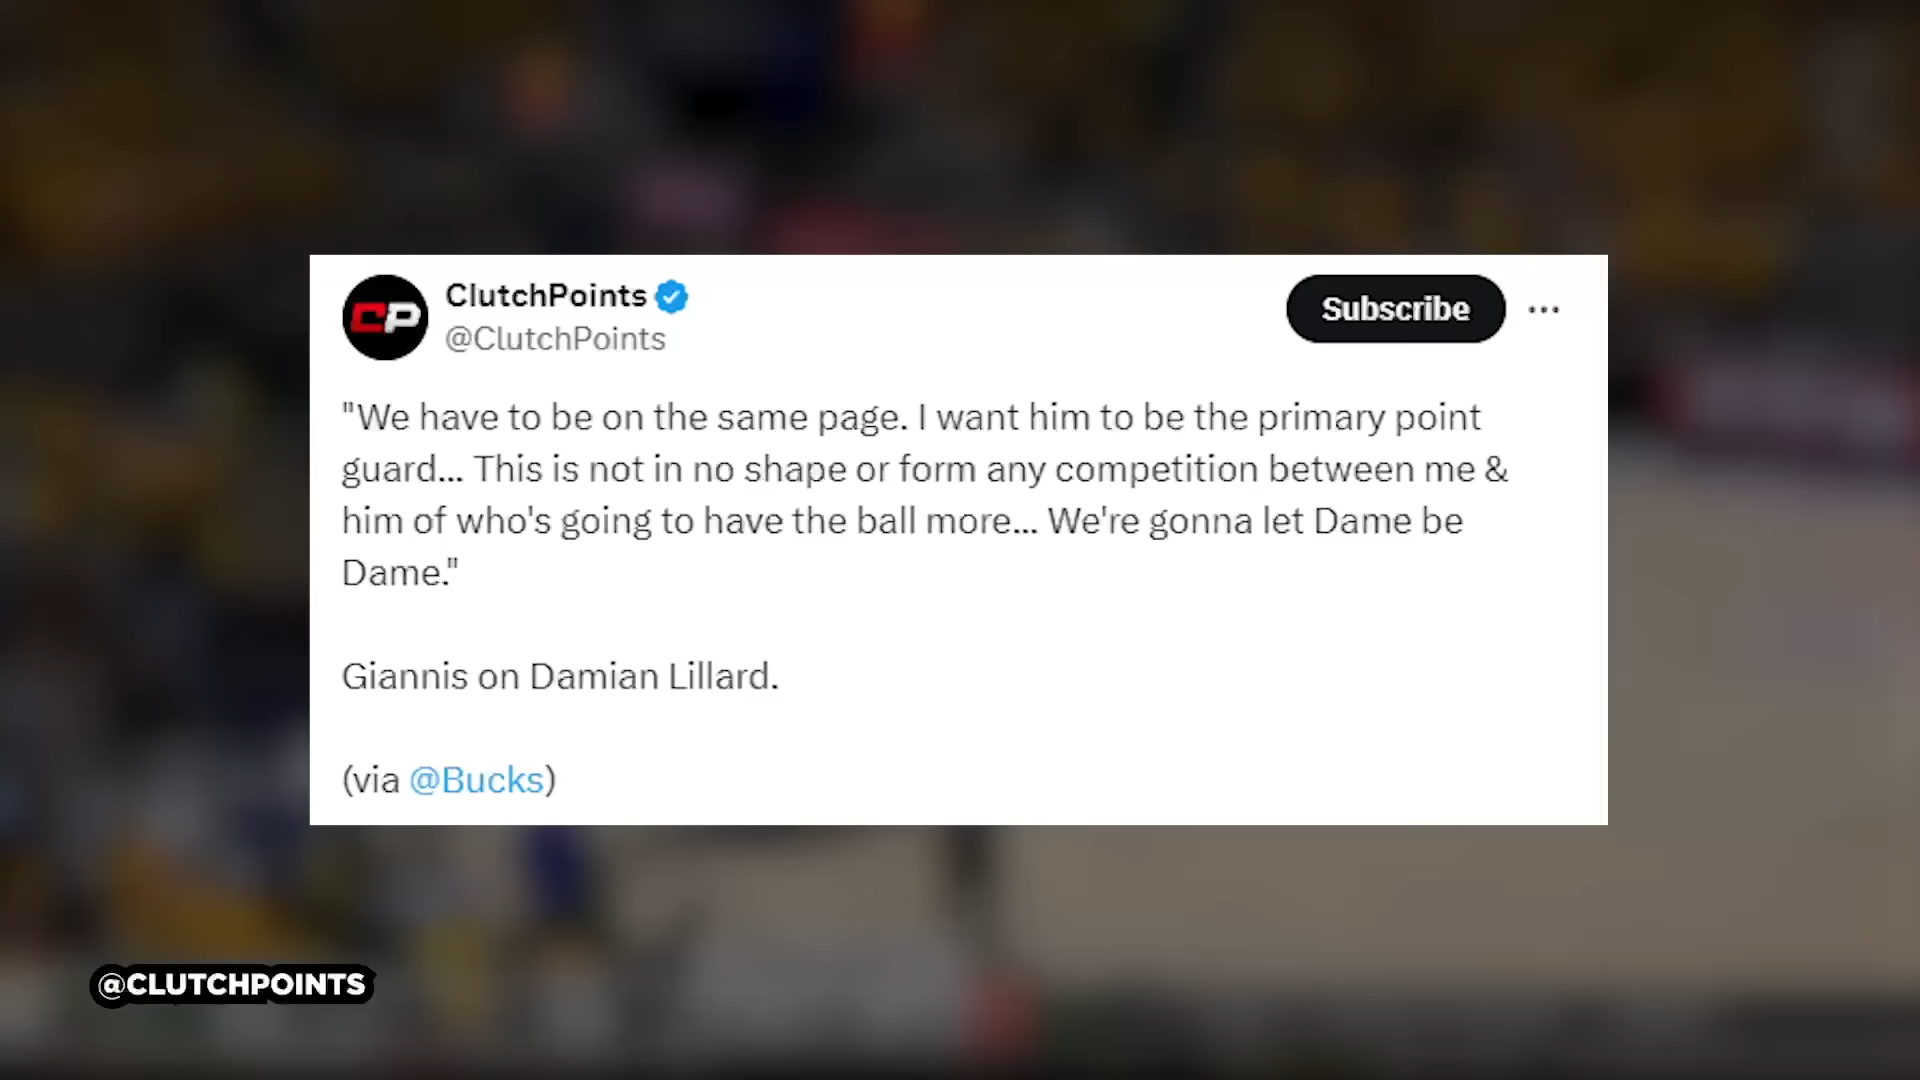 CP
ClutchPoints
@ClutchPoints
Subscribe
"We have to be on the same page. I want him to be the primary point
guard... This is not in no shape or form any competition between me &
him of who's going to have the ball more... We're gonna let Dame be
Dame."
Giannis on Damian Lillard.
(via @Bucks)
@CLUTCHPOINTS